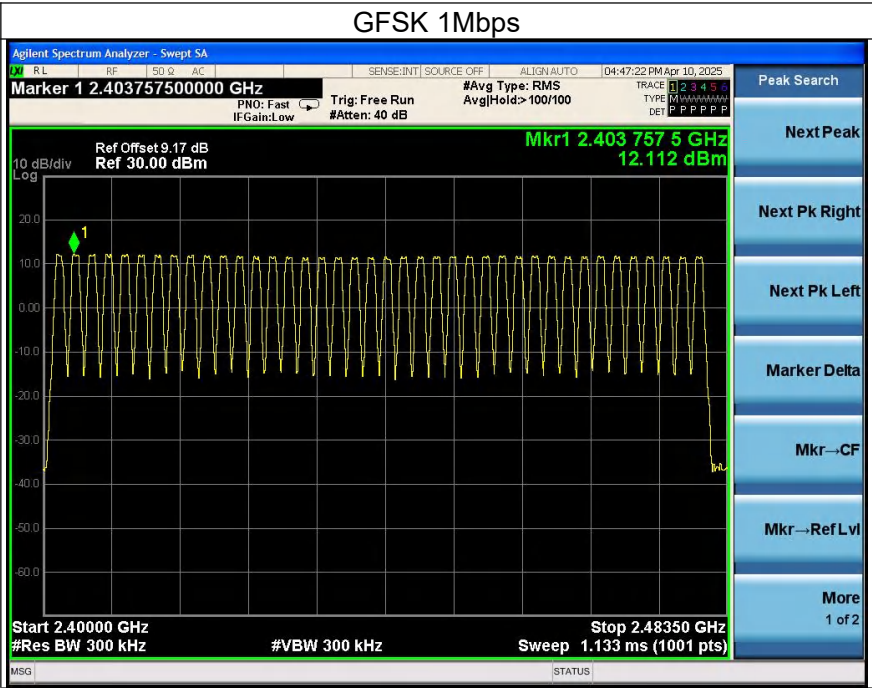 GFSK 1Mbps
Agilent Spectrum Analyzer - Swept SA
LXI RL RF 50 Ω AC SENSE:INT SOURCE OFF ALIGN AUTO 04:47:22 PM Apr 10, 2025
Marker 1 2.403757500000 GHz
PNO: Fast
IFGain:Low
Trig: Free Run
#Atten: 40 dB
#Avg Type: RMS
Avg|Hold:>100/100
TRACE 1 2 3 4 5 6
TYPE MWWWWW
DET P P P P P P
Peak Search
Ref Offset 9.17 dB
Ref 30.00 dBm
10 dB/div
Log
Mkr1 2.403 757 5 GHz
12.112 dBm
1
20.0
10.0
0.00
-10.0
-20.0
-30.0
-40.0
-50.0
-60.0
Start 2.40000 GHz
Stop 2.48350 GHz
#Res BW 300 kHz
#VBW 300 kHz
Sweep 1.133 ms (1001 pts)
MSG
STATUS
Next Peak
Next Pk Right
Next Pk Left
Marker Delta
Mkr→CF
Mkr→Ref Lvl
More
1 of 2